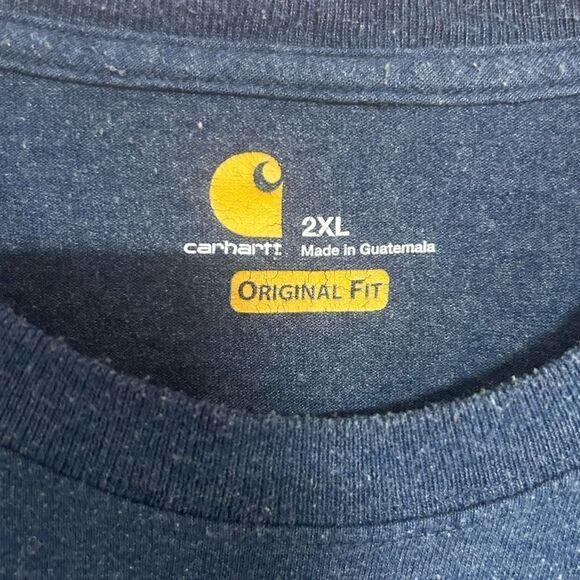 2XL
carhartt Made in Guatemala
ORIGINAL FIT